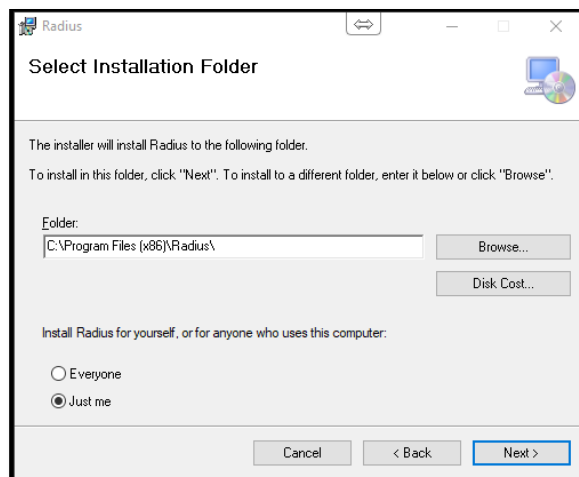 Radius
Select Installation Folder
The installer will install Radius to the following folder.
To install in this folder, click "Next". To install to a different folder, enter it below or click "Browse".
Folder:
C:\Program Files (x86)\Radius\
Browse...
Disk Cost...
Install Radius for yourself, or for anyone who uses this computer:
Everyone
Just me
Cancel
< Back
Next >